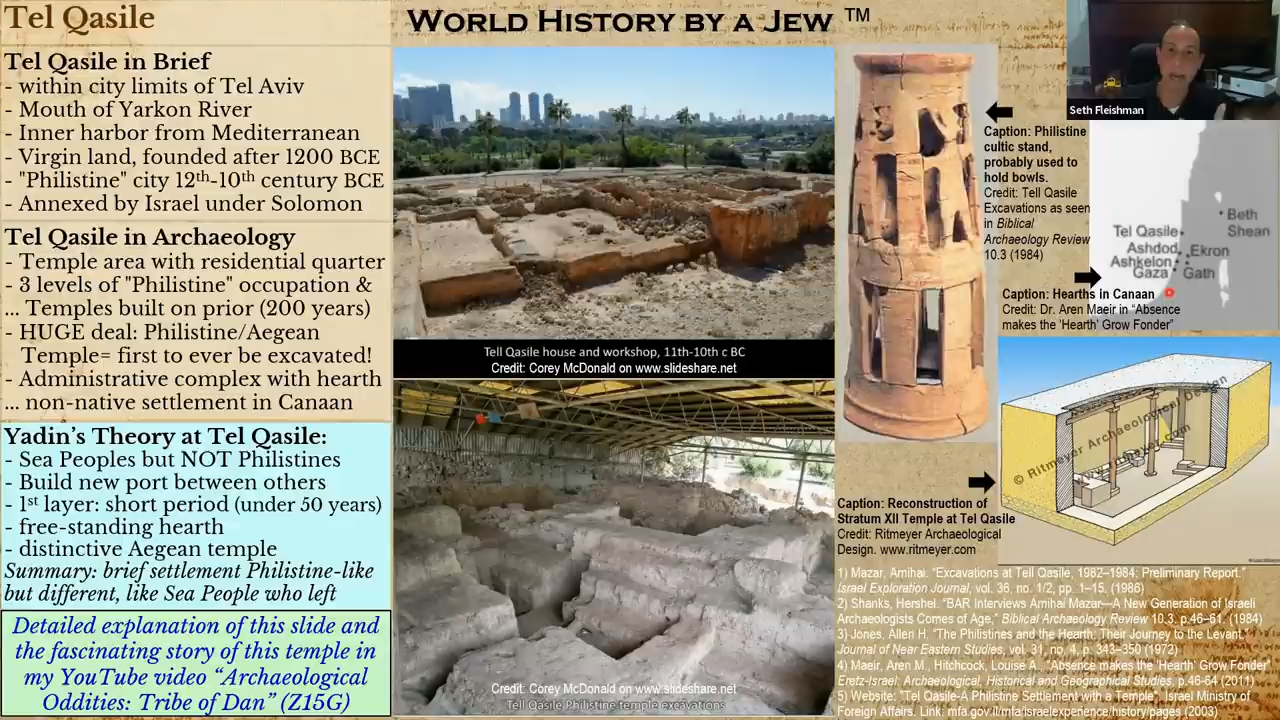 Tel Qasile
WORLD HISTORY BY A JEW ™
Seth Fleishman
Tel Qasile in Brief
- within city limits of Tel Aviv
- Mouth of Yarkon River
- Inner harbor from Mediterranean
- Virgin land, founded after 1200 BCE
- "Philistine" city 12th-10th century BCE
- Annexed by Israel under Solomon
Tel Qasile in Archaeology
- Temple area with residential quarter
- 3 levels of "Philistine" occupation &
... Temples built on prior (200 years)
- HUGE deal: Philistine/Aegean
Temple= first to ever be excavated!
- Administrative complex with hearth
... non-native settlement in Canaan
Yadin's Theory at Tel Qasile:
- Sea Peoples but NOT Philistines
- Build new port between others
- 1st layer: short period (under 50 years)
- free-standing hearth
- distinctive Aegean temple
Summary: brief settlement Philistine-like
but different, like Sea People who left
Detailed explanation of this slide and
the fascinating story of this temple in
my YouTube video “Archaeological
Oddities: Tribe of Dan” (Z15G)
Tell Qasile house and workshop, 11th-10th c BC
Credit: Corey McDonald on www.slideshare.net
Credit: Corey McDonald on www.slideshare.net
Tell Qasile Philistine temple excavations
Caption: Philistine
cultic stand,
probably used to
hold bowls.
Credit: Tell Qasile
Excavations as seen
in Biblical
Archaeology Review
10.3 (1984)
Beth
Shean
Tel Qasile
Ashdod
Ekron
Ashkelon
Gaza
Gath
Caption: Hearths in Canaan
Credit: Dr. Aren Maeir in “Absence
makes the ‘Hearth’ Grow Fonder”
© Ritmeyer Archaeological Design
Caption: Reconstruction of
Stratum XII Temple at Tel Qasile
Credit: Ritmeyer Archaeological
Design. www.ritmeyer.com
1) Mazar, Amihai. “Excavations at Tell Qasile, 1982–1984: Preliminary Report.”
Israel Exploration Journal, vol. 36, no. 1/2, pp. 1–15. (1986)
2) Shanks, Hershel. “BAR Interviews Amihai Mazar—A New Generation of Israeli
Archaeologists Comes of Age,” Biblical Archaeology Review 10.3. p.46–61. (1984)
3) Jones, Allen H. “The Philistines and the Hearth: Their Journey to the Levant.”
Journal of Near Eastern Studies, vol. 31, no. 4, p. 343–350 (1972)
4) Maeir, Aren M., Hitchcock, Louise A., “Absence makes the ‘Hearth’ Grow Fonder”
Eretz-Israel: Archaeological, Historical and Geographical Studies, p.46-64 (2011)
5) Website: “Tel Qasile-A Philistine Settlement with a Temple”, Israel Ministry of
Foreign Affairs. Link: mfa.gov.il/mfa/israelexperience/history/pages (2003)